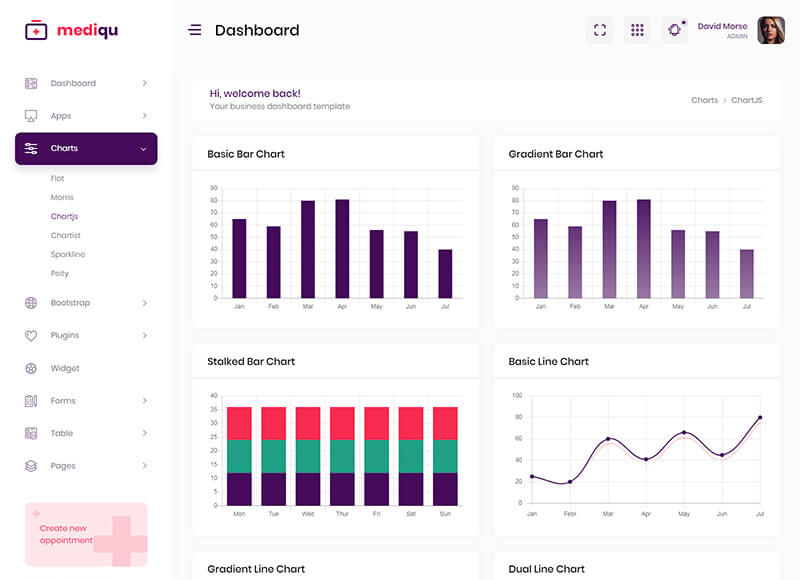 mediqu
Dashboard
David Morse
ADMIN
Dashboard
Apps
Charts
Flot
Morris
Chartjs
Chartist
Sparkline
Peity
Bootstrap
Plugins
Widget
Forms
Table
Pages
Create new
appointment
Hi, welcome back!
Your business dashboard template
Charts > ChartJS
Basic Bar Chart
90
80
70
60
50
40
30
20
10
0
Jan Feb Mar Apr May Jun Jul
Gradient Bar Chart
90
80
70
60
50
40
30
20
10
0
Jan Feb Mar Apr May Jun Jul
Stalked Bar Chart
40
35
30
25
20
15
10
5
0
Mon Tue Wed Thur Fri Sat Sun
Basic Line Chart
100
80
60
40
20
0
Jan Febr Mar Apr May Jun Jul
Gradient Line Chart
Dual Line Chart